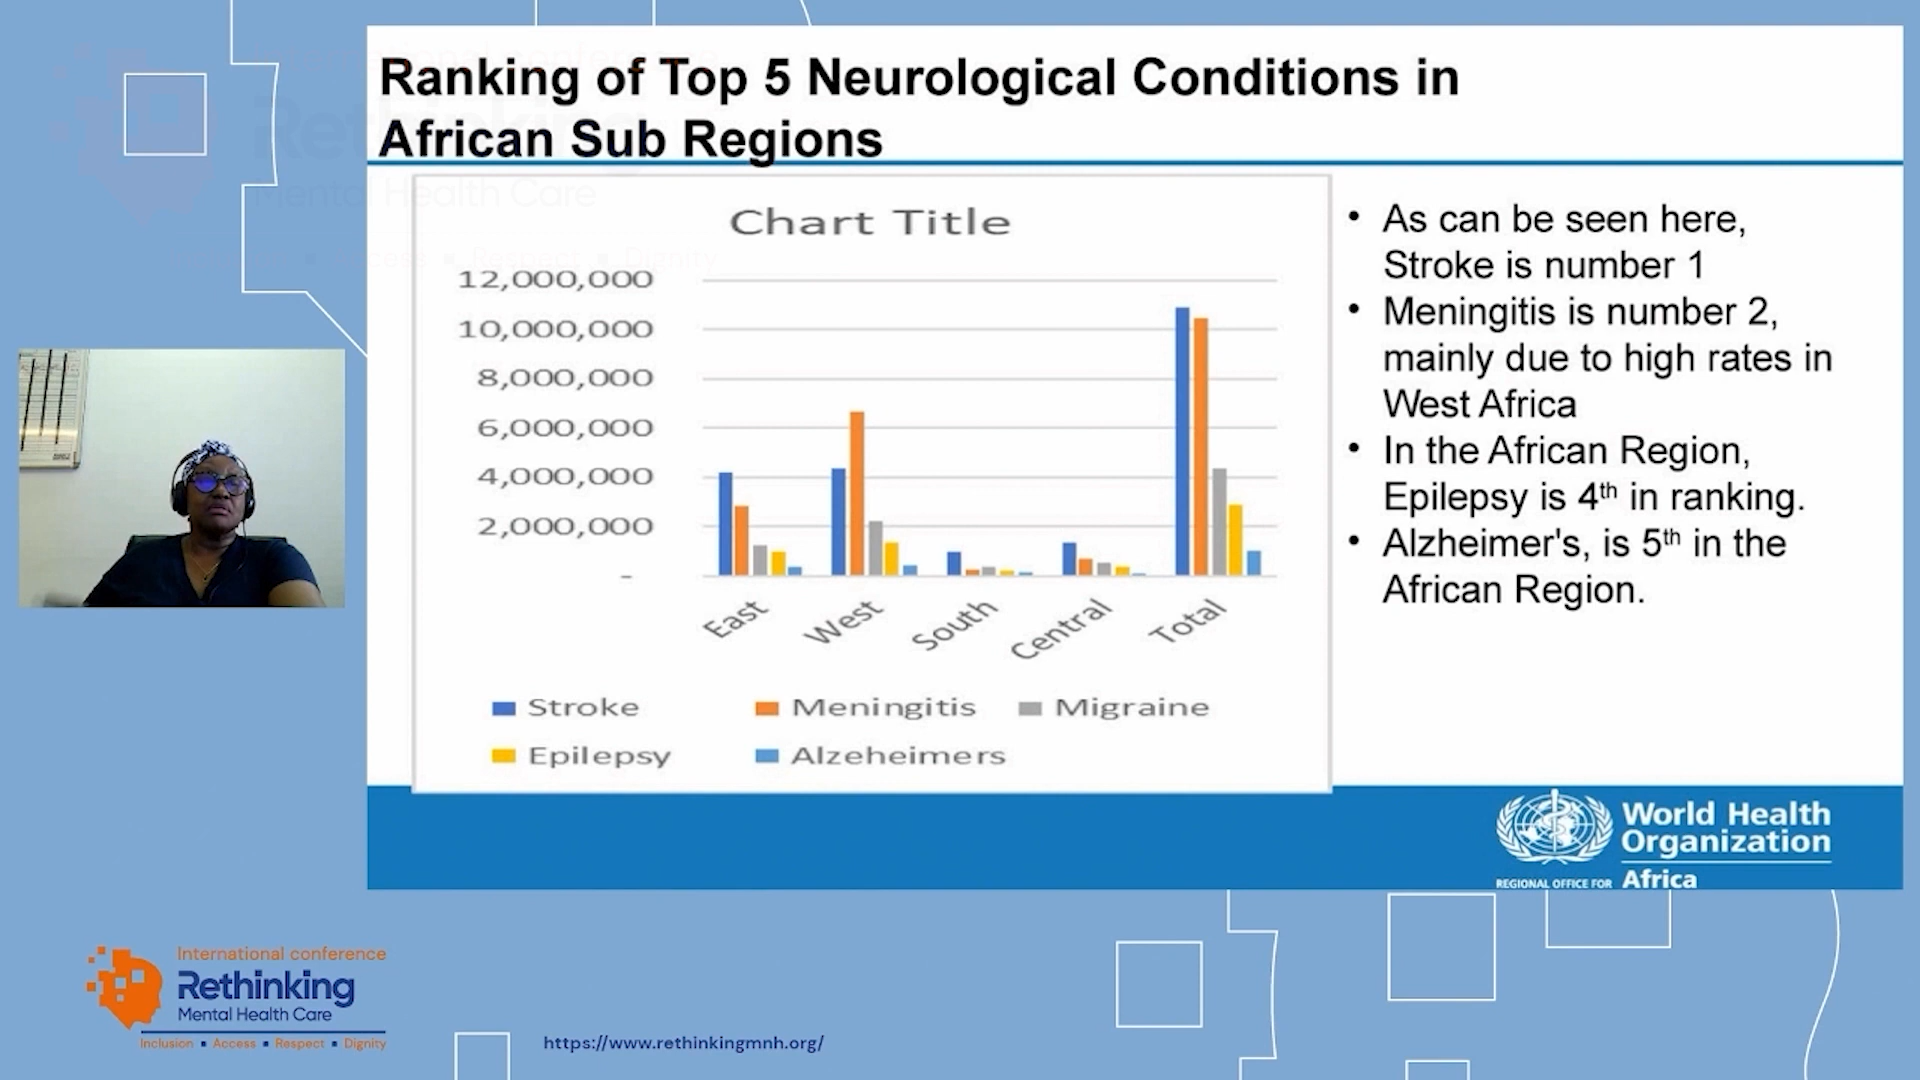 Ranking of Top 5 Neurological Conditions in
African Sub Regions
Chart Title
12,000,000
10,000,000
8,000,000
6,000,000
4,000,000
2,000,000
-
East
West
South
Central
Total
Stroke
Meningitis
Migraine
Epilepsy
Alzeheimers
• As can be seen here,
Stroke is number 1
• Meningitis is number 2,
mainly due to high rates in
West Africa
• In the African Region,
Epilepsy is 4th in ranking.
• Alzheimer's, is 5th in the
African Region.
World Health
Organization
REGIONAL OFFICE FOR Africa
International conference
Rethinking
Mental Health Care
Inclusion ▪ Access ▪ Respect ▪ Dignity
https://www.rethinkingmnh.org/